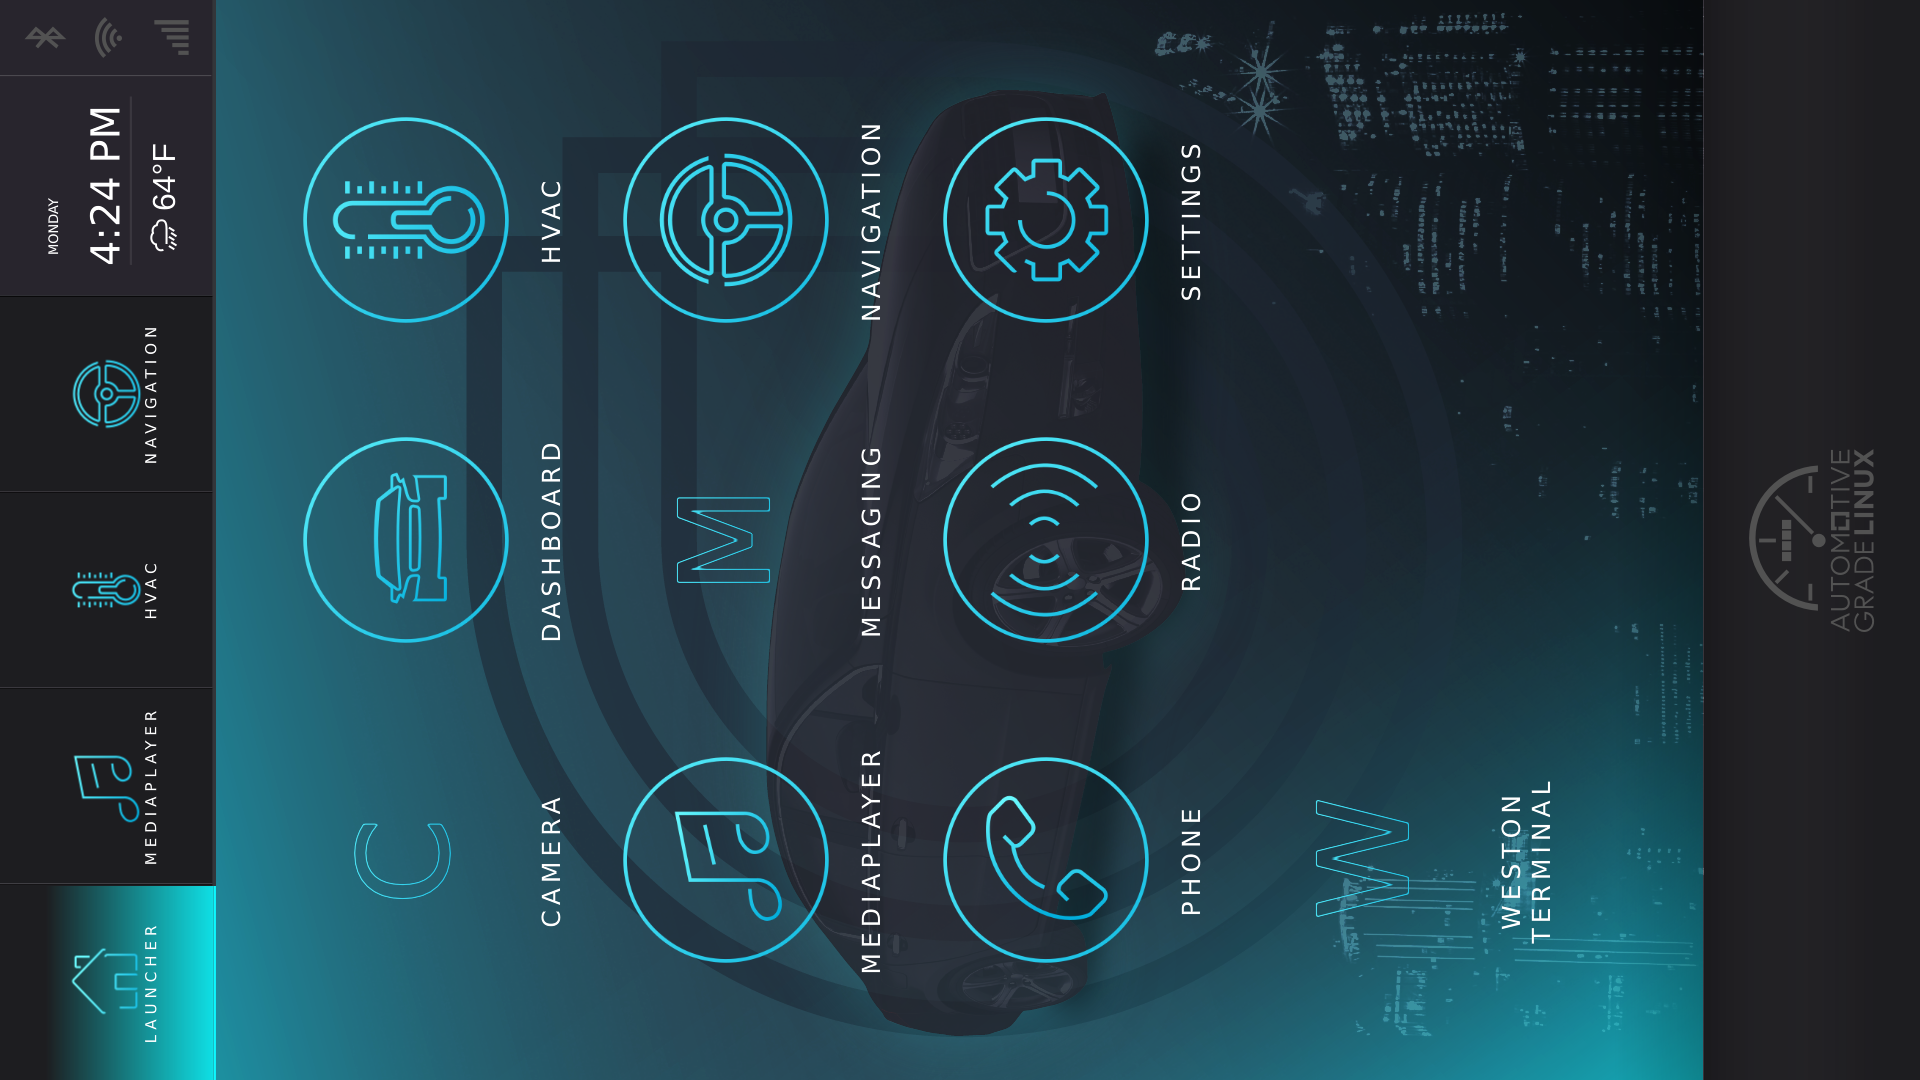 LAUNCHER
MEDIAPLAYER
HVAC
NAVIGATION
MONDAY
4:24 PM
64°F
C
CAMERA
DASHBOARD
HVAC
MEDIAPLAYER
M
MESSAGING
NAVIGATION
PHONE
RADIO
SETTINGS
W
WESTON
TERMINAL
AUTOMOTIVE
GRADE LINUX